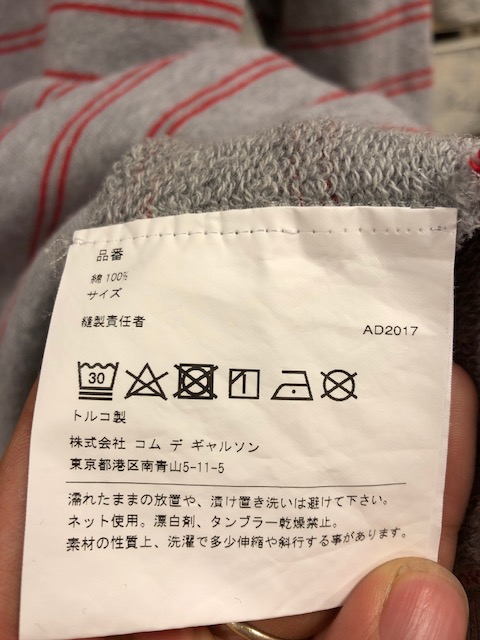 品番
綿100%
サイズ
縫製責任者
AD2017
30
トルコ製
株式会社 コム デ ギャルソン
東京都港区南青山5-11-5
濡れたままの放置や、漬け置き洗いは避けて下さい。
ネット使用。漂白剤、タンブラー乾燥禁止。
素材の性質上、洗濯で多少伸縮や斜行する事があります。